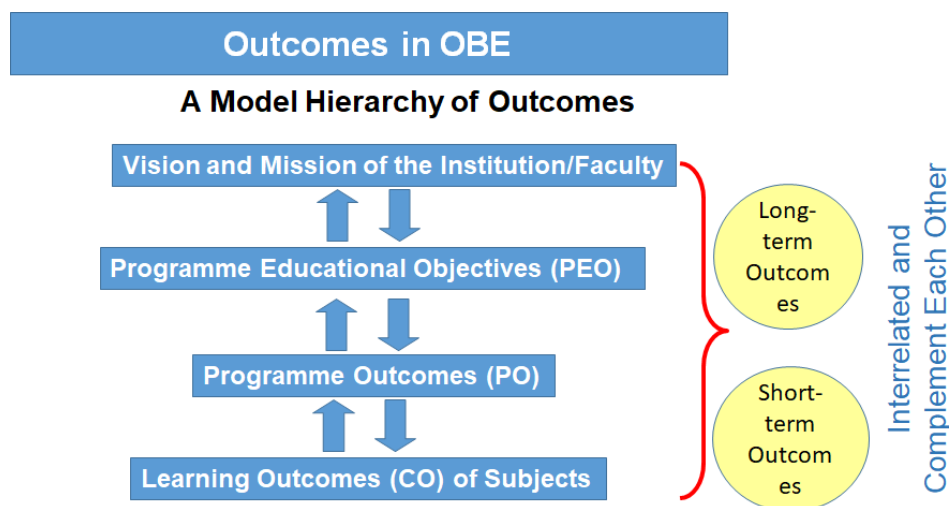 Outcomes in OBE
A Model Hierarchy of Outcomes
Vision and Mission of the Institution/Faculty
Programme Educational Objectives (PEO)
Programme Outcomes (PO)
Learning Outcomes (CO) of Subjects
Long-
term
Outcom
es
Short-
term
Outcom
es
Interrelated and
Complement Each Other